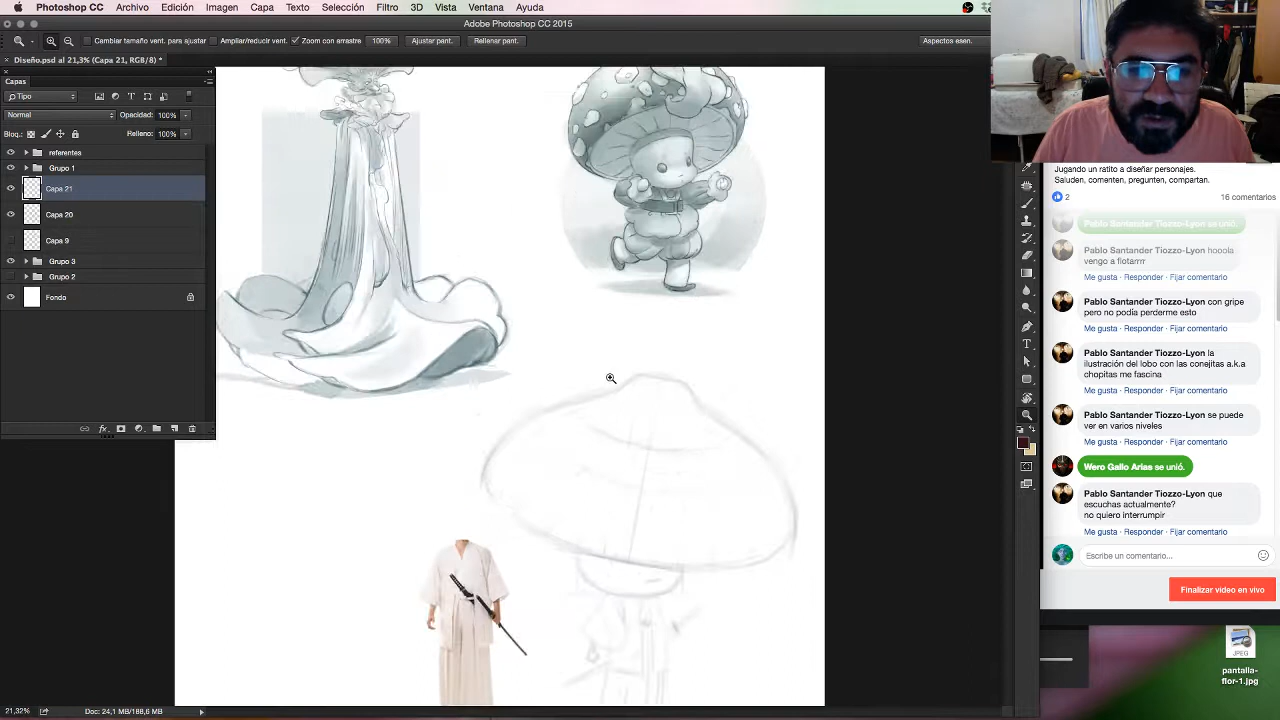 Photoshop CC Archivo Edición Imagen Capa Texto Selección Filtro 3D Vista Ventana Ayuda
Adobe Photoshop CC 2015
Cambiar tamaño vent. para ajustar Ampliar/reducir vent. Zoom con arrastre 100% Ajustar pant. Rellenar pant. Aspectos esen.
Diseño.psd al 21,3% (Capa 21, RGB/8) *
Capas
Tipo
Normal Opacidad: 100%
Bloq.: Relleno: 100%
referentes
Grupo 1
Capa 21
Capa 20
Capa 9
Grupo 3
Grupo 2
Fondo
fx
21,32% Doc: 24,1 MB/188,6 MB
Jugando un ratito a diseñar personajes.
Saluden, comenten, pregunten, compartan.
2 16 comentarios
Pablo Santander Tiozzo-Lyon se unió.
Pablo Santander Tiozzo-Lyon hooola
vengo a flotarrrr
Me gusta · Responder · Fijar comentario
Pablo Santander Tiozzo-Lyon con gripe
pero no podía perderme esto
Me gusta · Responder · Fijar comentario
Pablo Santander Tiozzo-Lyon la
ilustración del lobo con las conejitas a.k.a
chopitas me fascina
Me gusta · Responder · Fijar comentario
Pablo Santander Tiozzo-Lyon se puede
ver en varios niveles
Me gusta · Responder · Fijar comentario
Wero Gallo Arias se unió.
Pablo Santander Tiozzo-Lyon que
escuchas actualmente?
no quiero interrumpir
Me gusta · Responder · Fijar comentario
Escribe un comentario...
Finalizar video en vivo
JPEG
pantalla-
flor-1.jpg